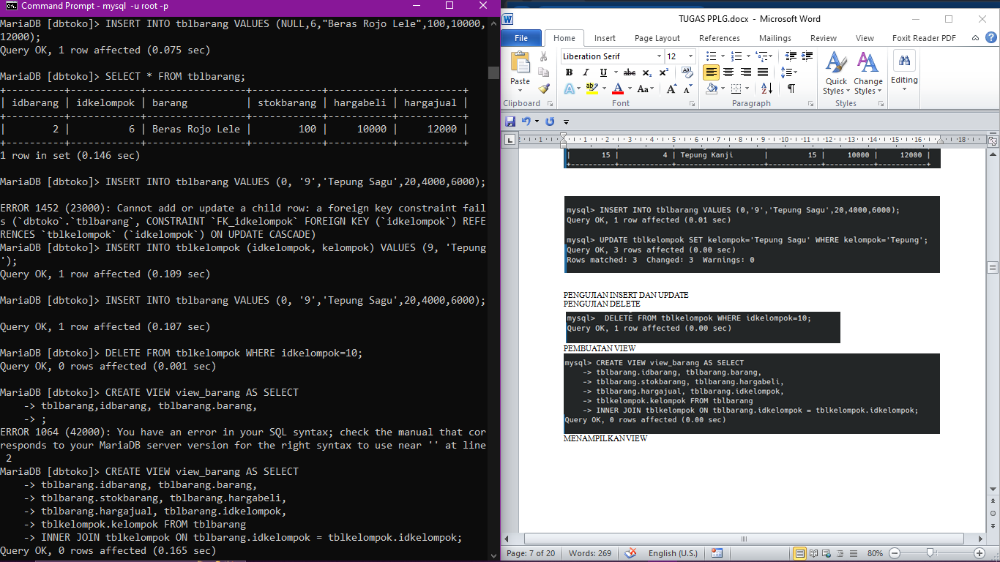 Command Prompt - mysql -u root -p
MariaDB [dbtoko]> INSERT INTO tblbarang VALUES (NULL,6,"Beras Rojo Lele",100,10000,
12000);
Query OK, 1 row affected (0.075 sec)
MariaDB [dbtoko]> SELECT * FROM tblbarang;
+----------+------------+-----------------+------------+-----------+-----------+
| idbarang | idkelompok | barang          | stokbarang | hargabeli | hargajual |
+----------+------------+-----------------+------------+-----------+-----------+
|        2 |          6 | Beras Rojo Lele |        100 |     10000 |     12000 |
+----------+------------+-----------------+------------+-----------+-----------+
1 row in set (0.146 sec)
MariaDB [dbtoko]> INSERT INTO tblbarang VALUES (0, '9','Tepung Sagu',20,4000,6000);
ERROR 1452 (23000): Cannot add or update a child row: a foreign key constraint fail
s (`dbtoko`.`tblbarang`, CONSTRAINT `FK_idkelompok` FOREIGN KEY (`idkelompok`) REFE
RENCES `tblkelompok` (`idkelompok`) ON UPDATE CASCADE)
MariaDB [dbtoko]> INSERT INTO tblkelompok (idkelompok, kelompok) VALUES (9, 'Tepung
');
Query OK, 1 row affected (0.109 sec)
MariaDB [dbtoko]> INSERT INTO tblbarang VALUES (0, '9','Tepung Sagu',20,4000,6000);
Query OK, 1 row affected (0.107 sec)
MariaDB [dbtoko]> DELETE FROM tblkelompok WHERE idkelompok=10;
Query OK, 0 rows affected (0.001 sec)
MariaDB [dbtoko]> CREATE VIEW view_barang AS SELECT
    -> tblbarang,idbarang, tblbarang.barang,
    -> ;
ERROR 1064 (42000): You have an error in your SQL syntax; check the manual that cor
responds to your MariaDB server version for the right syntax to use near '' at line
 2
MariaDB [dbtoko]> CREATE VIEW view_barang AS SELECT
    -> tblbarang.idbarang, tblbarang.barang,
    -> tblbarang.stokbarang, tblbarang.hargabeli,
    -> tblbarang.hargajual, tblbarang.idkelompok,
    -> tblkelompok.kelompok FROM tblbarang
    -> INNER JOIN tblkelompok ON tblbarang.idkelompok = tblkelompok.idkelompok;
Query OK, 0 rows affected (0.165 sec)
TUGAS PPLG.docx - Microsoft Word
File Home Insert Page Layout References Mailings Review View Foxit Reader PDF
Liberation Serif 12
Paste
Quick Styles
Change Styles
Editing
Clipboard Font Paragraph Styles
2 1 1 2 3 4 5 6 7 8 9 10 11 12 13 14 15 16 18
| 15 | 4 | Tepung Kanji | 15 | 10000 | 12000 |
+----------+------------+-----------------+------------+-----------+-----------+
mysql> INSERT INTO tblbarang VALUES (0,'9','Tepung Sagu',20,4000,6000);
Query OK, 1 row affected (0.01 sec)
mysql> UPDATE tblkelompok SET kelompok='Tepung Sagu' WHERE kelompok='Tepung';
Query OK, 3 rows affected (0.00 sec)
Rows matched: 3  Changed: 3  Warnings: 0
PENGUJIAN INSERT DAN UPDATE
PENGUJIAN DELETE
mysql>  DELETE FROM tblkelompok WHERE idkelompok=10;
Query OK, 1 row affected (0.00 sec)
PEMBUATAN VIEW
mysql> CREATE VIEW view_barang AS SELECT
    -> tblbarang.idbarang, tblbarang.barang,
    -> tblbarang.stokbarang, tblbarang.hargabeli,
    -> tblbarang.hargajual, tblbarang.idkelompok,
    -> tblkelompok.kelompok FROM tblbarang
    -> INNER JOIN tblkelompok ON tblbarang.idkelompok = tblkelompok.idkelompok;
Query OK, 0 rows affected (0.00 sec)
MENAMPILKAN VIEW
Page: 7 of 20 Words: 269 English (U.S.) 80%